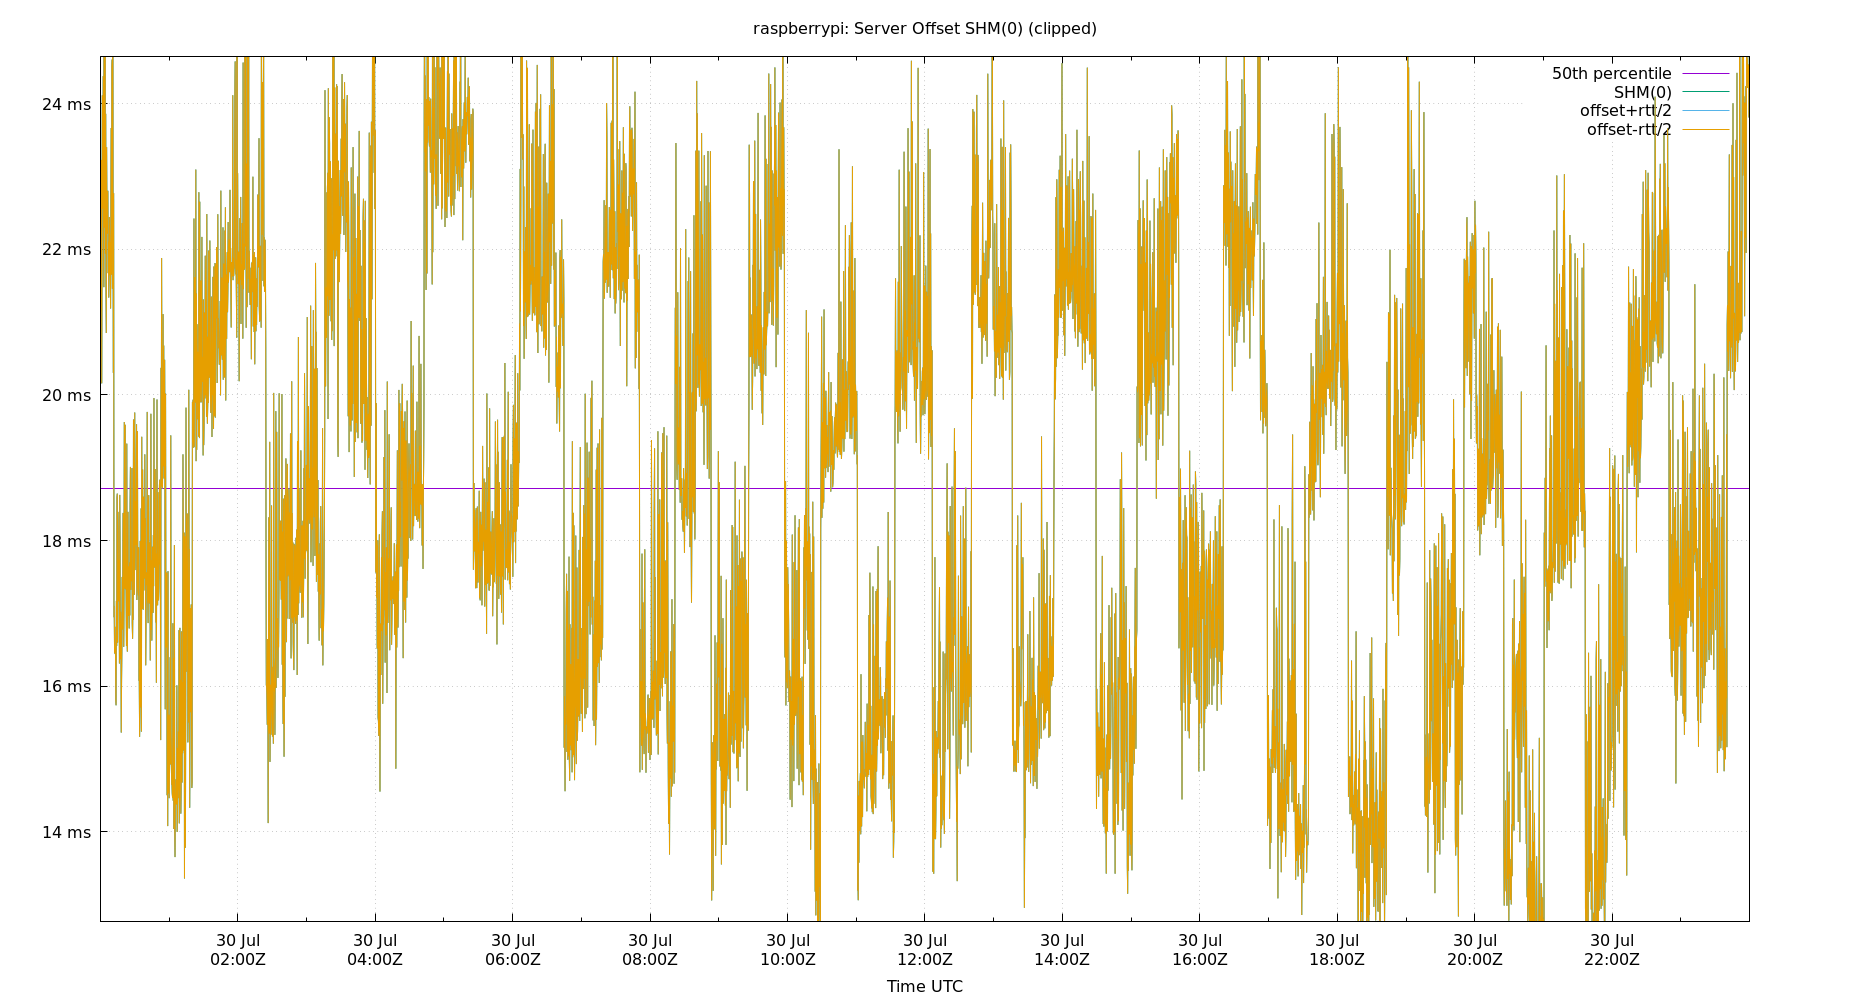 raspberrypi: Server Offset SHM(0) (clipped)
50th percentile
SHM(0)
offset+rtt/2
offset-rtt/2
24 ms
22 ms
20 ms
18 ms
16 ms
14 ms
30 Jul 30 Jul 30 Jul 30 Jul 30 Jul 30 Jul 30 Jul 30 Jul 30 Jul 30 Jul 30 Jul
02:00Z 04:00Z 06:00Z 08:00Z 10:00Z 12:00Z 14:00Z 16:00Z 18:00Z 20:00Z 22:00Z
Time UTC